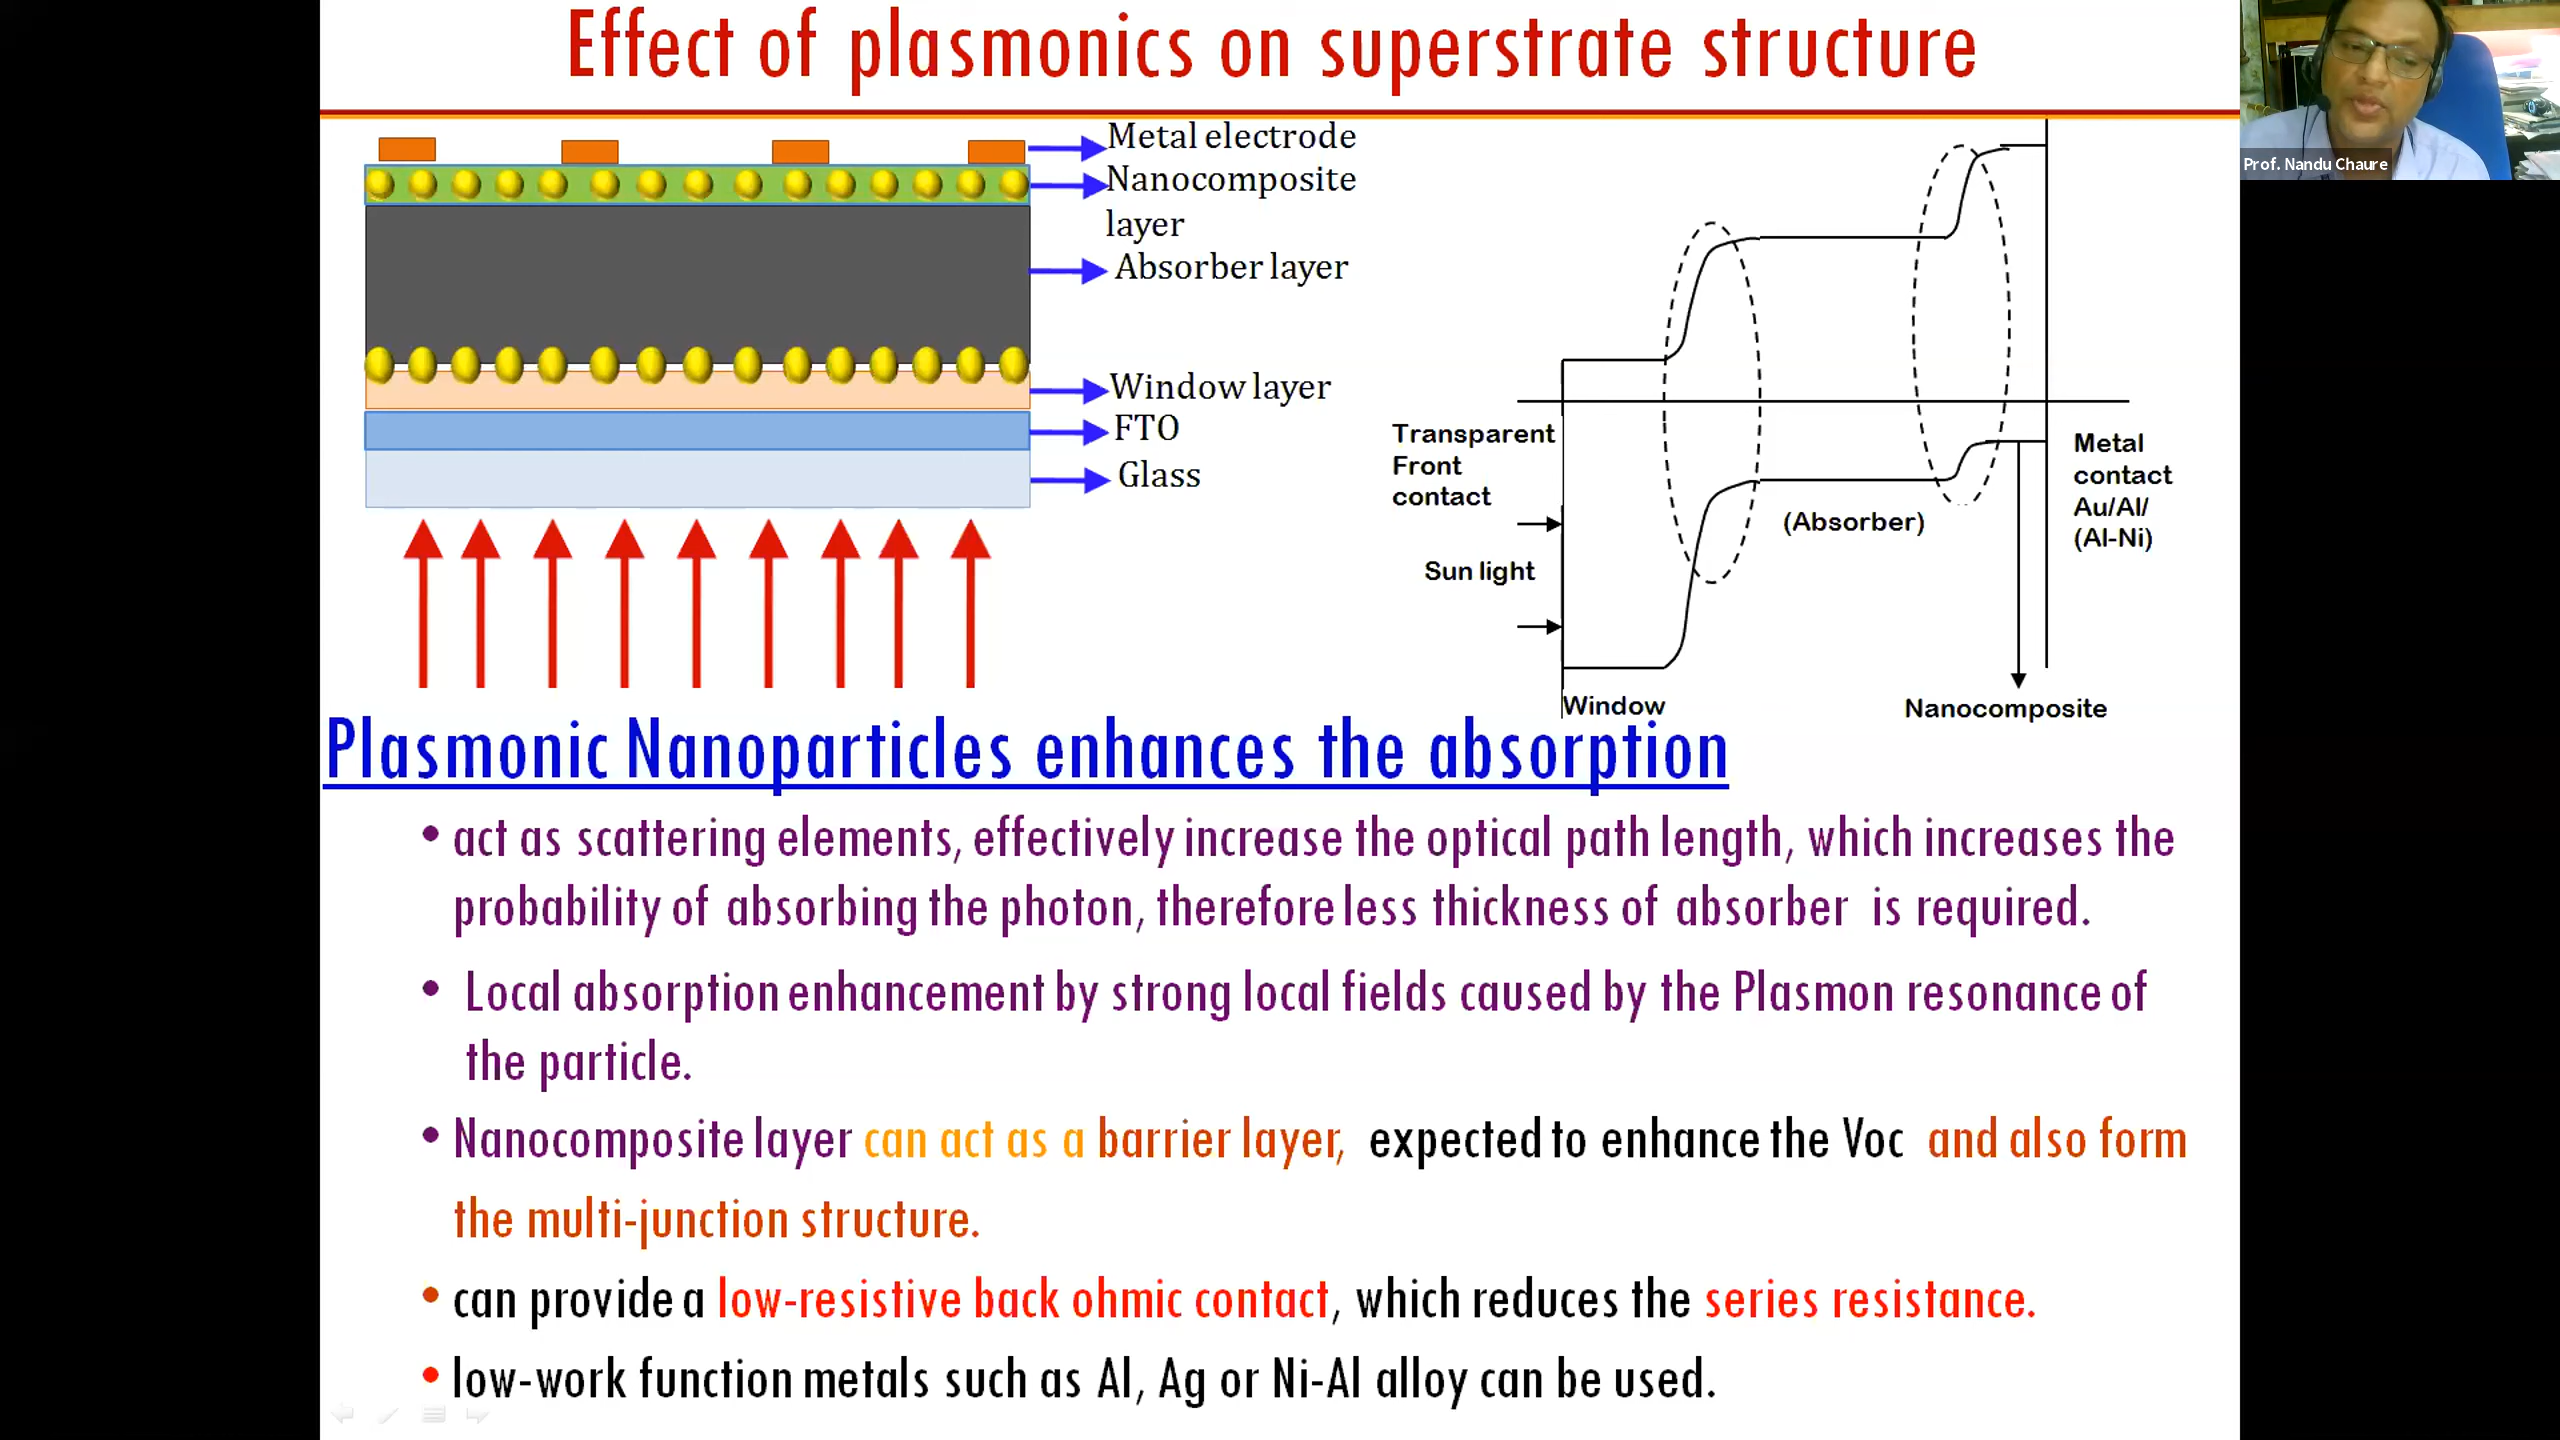 Effect of plasmonics on superstrate structure
Prof. Nandu Chaure
Metal electrode
Nanocomposite
layer
Absorber layer
Window layer
FTO
Glass
Transparent
Front
contact
Sun light
(Absorber)
Metal
contact
Au/Al/
(Al-Ni)
Window
Nanocomposite
Plasmonic Nanoparticles enhances the absorption
• act as scattering elements, effectively increase the optical path length, which increases the
probability of absorbing the photon, therefore less thickness of absorber is required.
• Local absorption enhancement by strong local fields caused by the Plasmon resonance of
the particle.
• Nanocomposite layer can act as a barrier layer, expected to enhance the Voc and also form
the multi-junction structure.
• can provide a low-resistive back ohmic contact, which reduces the series resistance.
• low-work function metals such as Al, Ag or Ni-Al alloy can be used.